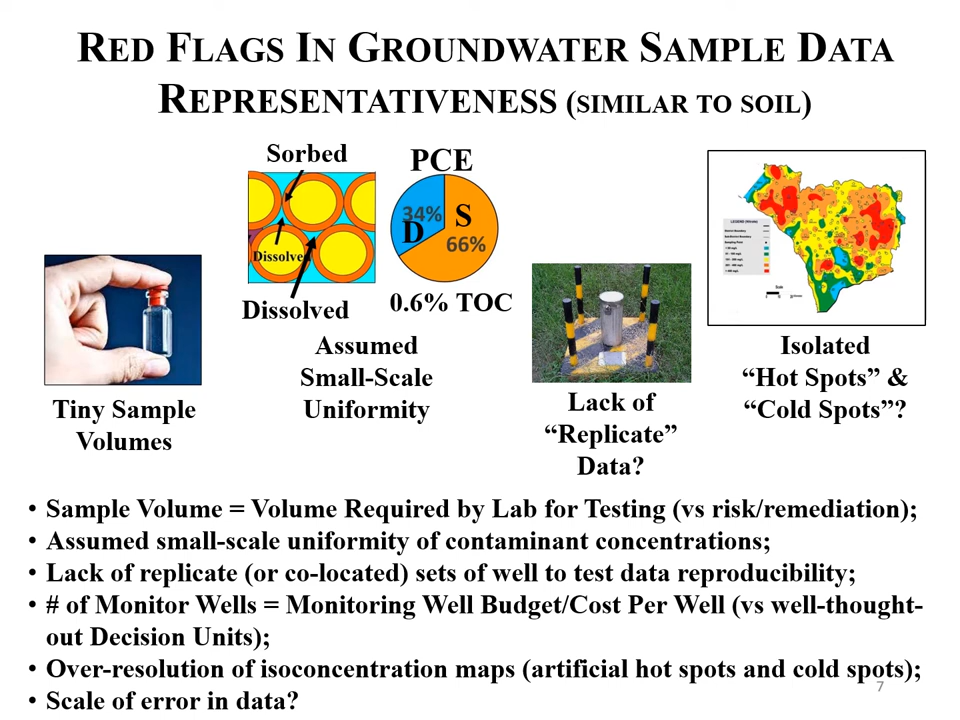 RED FLAGS IN GROUNDWATER SAMPLE DATA
REPRESENTATIVENESS (SIMILAR TO SOIL)
Sorbed
PCE
34%
D
S
66%
Dissolved
Dissolved
0.6% TOC
Assumed
Small-Scale
Uniformity
Tiny Sample
Volumes
Lack of
“Replicate”
Data?
Isolated
“Hot Spots” &
“Cold Spots”?
• Sample Volume = Volume Required by Lab for Testing (vs risk/remediation);
• Assumed small-scale uniformity of contaminant concentrations;
• Lack of replicate (or co-located) sets of well to test data reproducibility;
• # of Monitor Wells = Monitoring Well Budget/Cost Per Well (vs well-thought-
out Decision Units);
• Over-resolution of isoconcentration maps (artificial hot spots and cold spots);
• Scale of error in data?
7